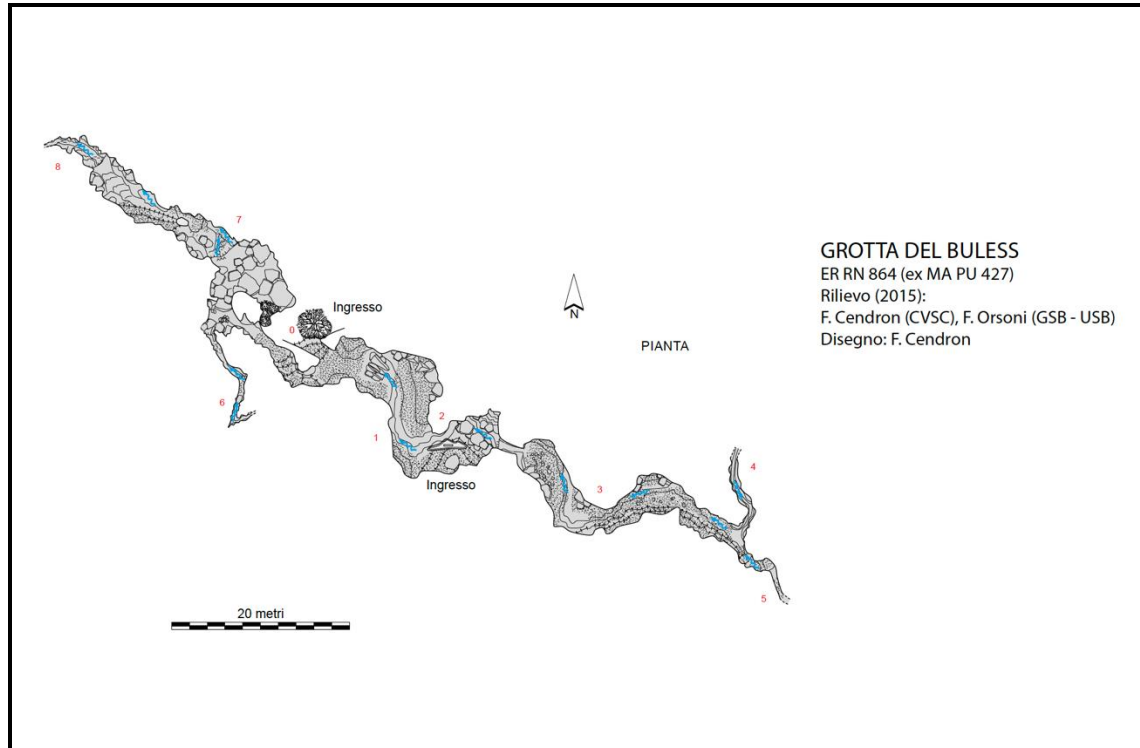 8
7
Ingresso
0
6
1
2
Ingresso
3
4
5
N
PIANTA
20 metri
GROTTA DEL BULESS
ER RN 864 (ex MA PU 427)
Rilievo (2015):
F. Cendron (CVSC), F. Orsoni (GSB - USB)
Disegno: F. Cendron